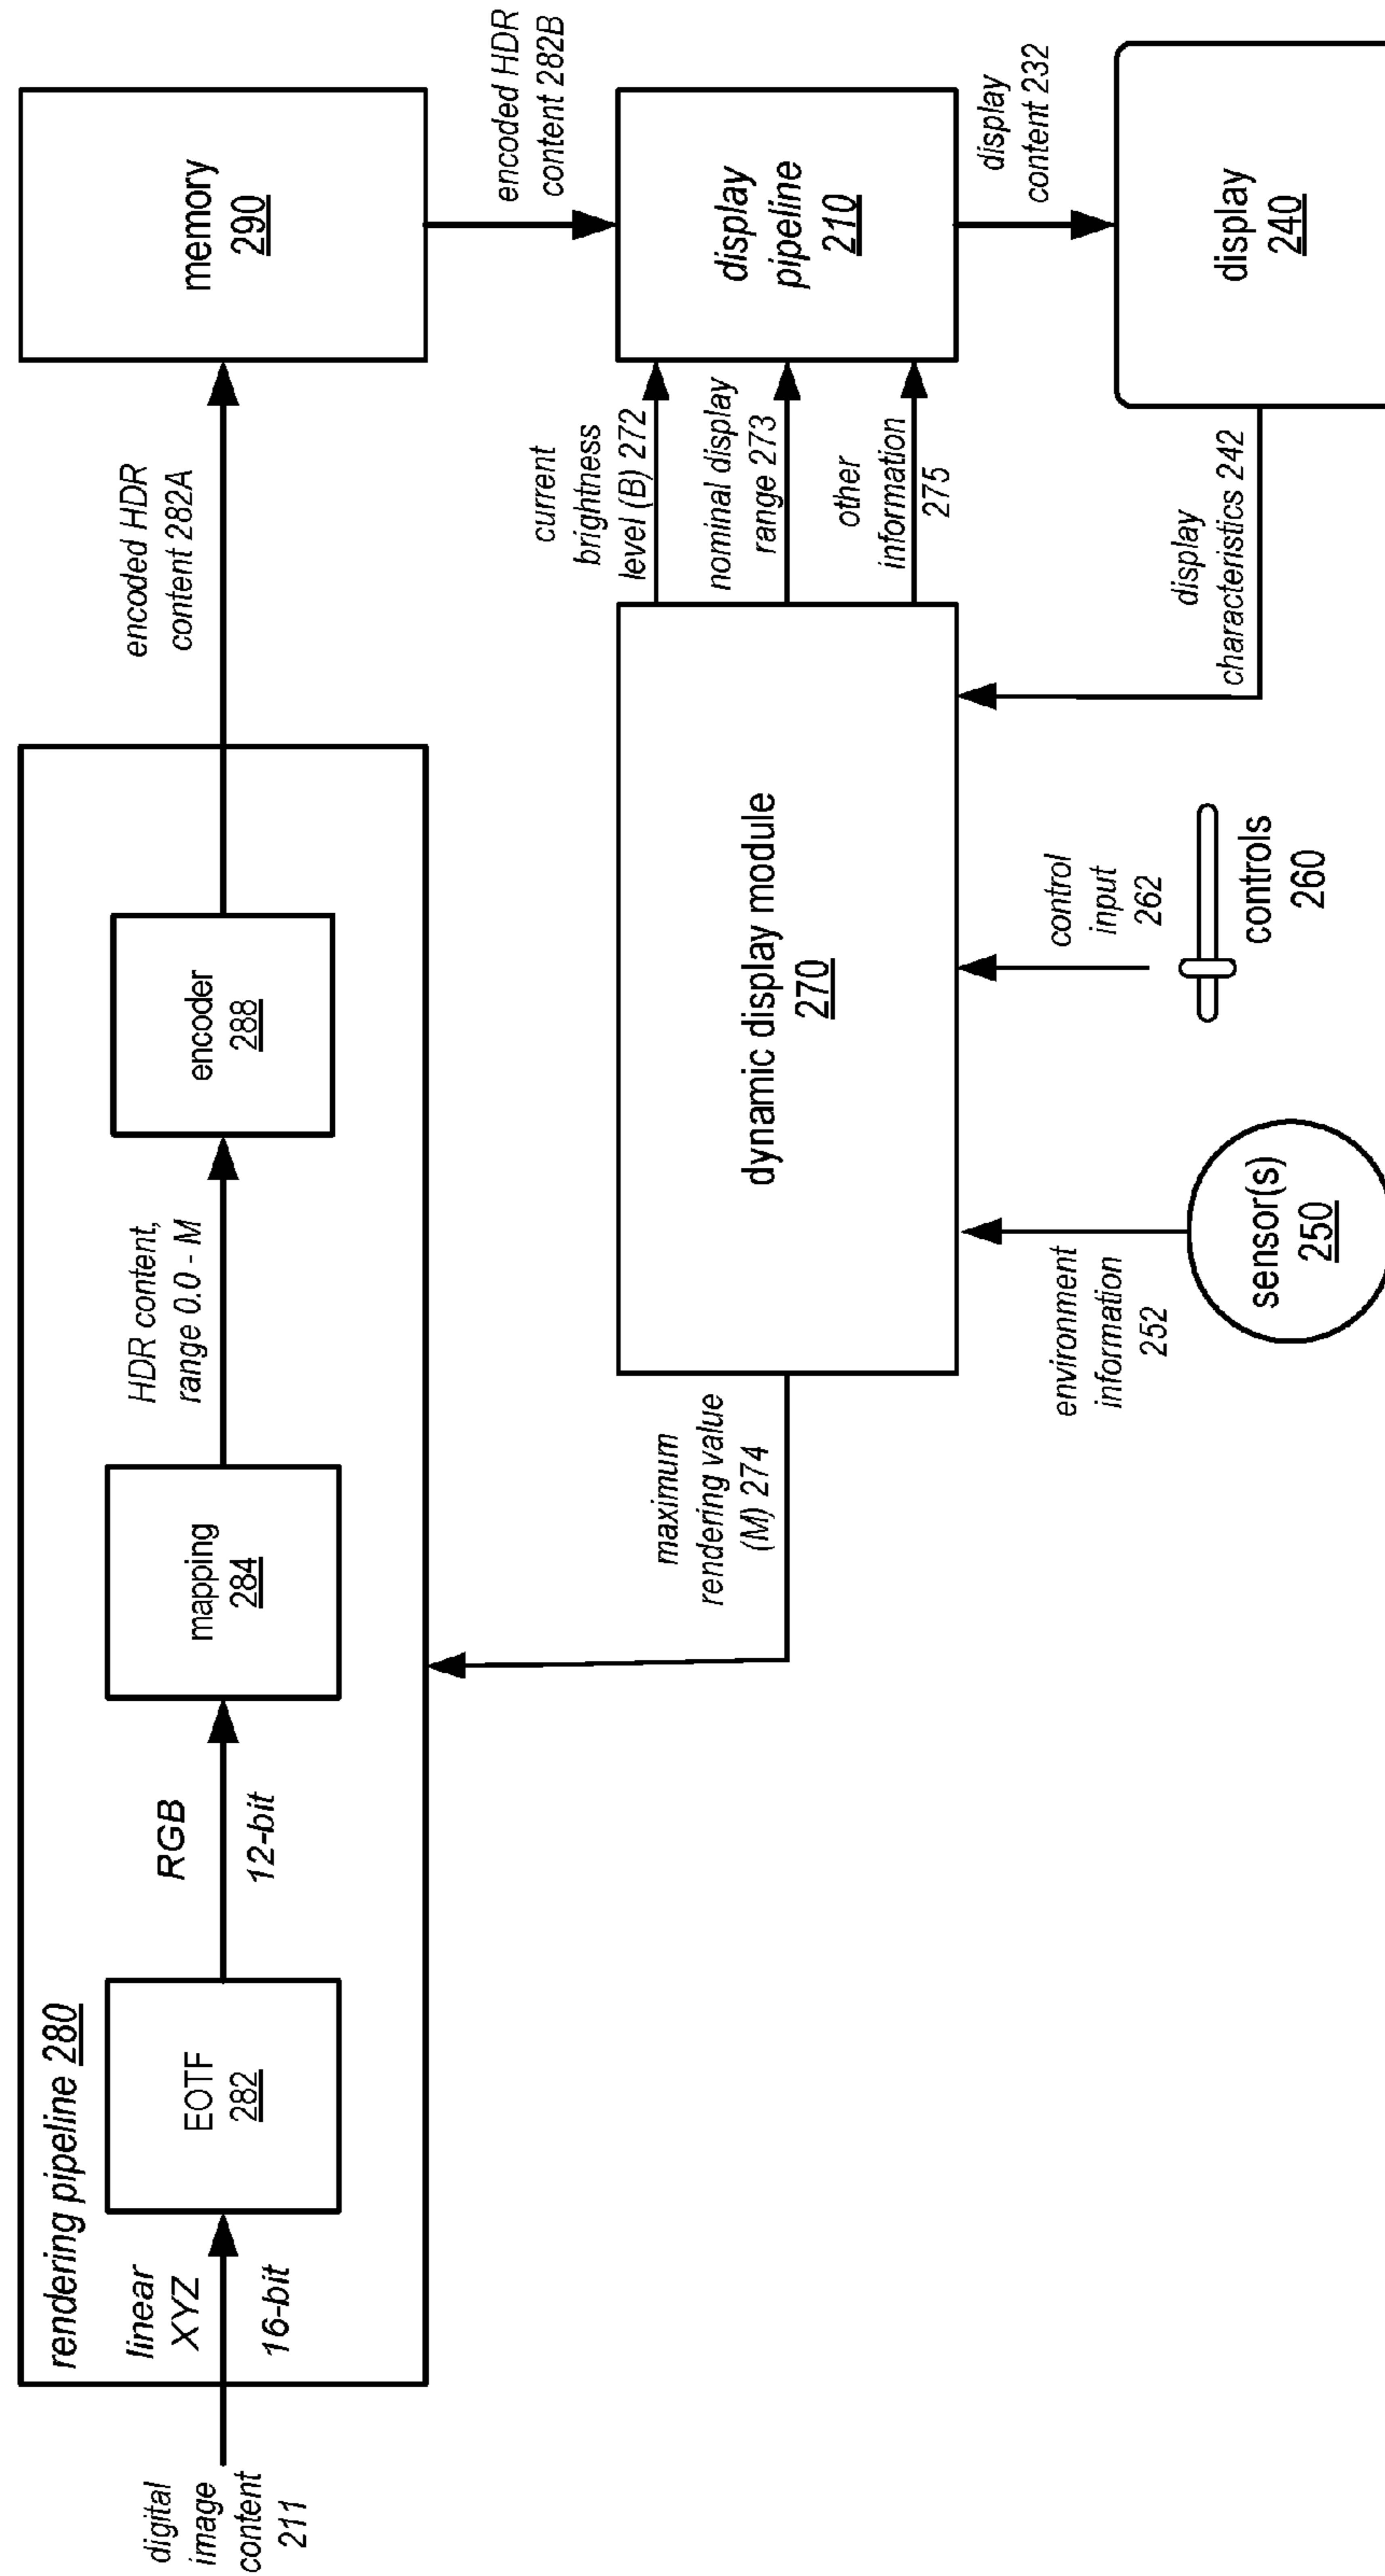 digital
image
content
211
rendering pipeline 280
linear
XYZ
16-bit
EOTF
282
RGB
12-bit
mapping
284
HDR content,
range 0.0 - M
encoder
288
encoded HDR
content 282A
memory
290
maximum
rendering value
(M) 274
dynamic display module
270
current
brightness
level (B) 272
nominal display
range 273
other
information
275
encoded HDR
content 282B
display
pipeline
210
display
content 232
environment
information
252
sensor(s)
250
control
input
262
controls
260
display
characteristics 242
display
240